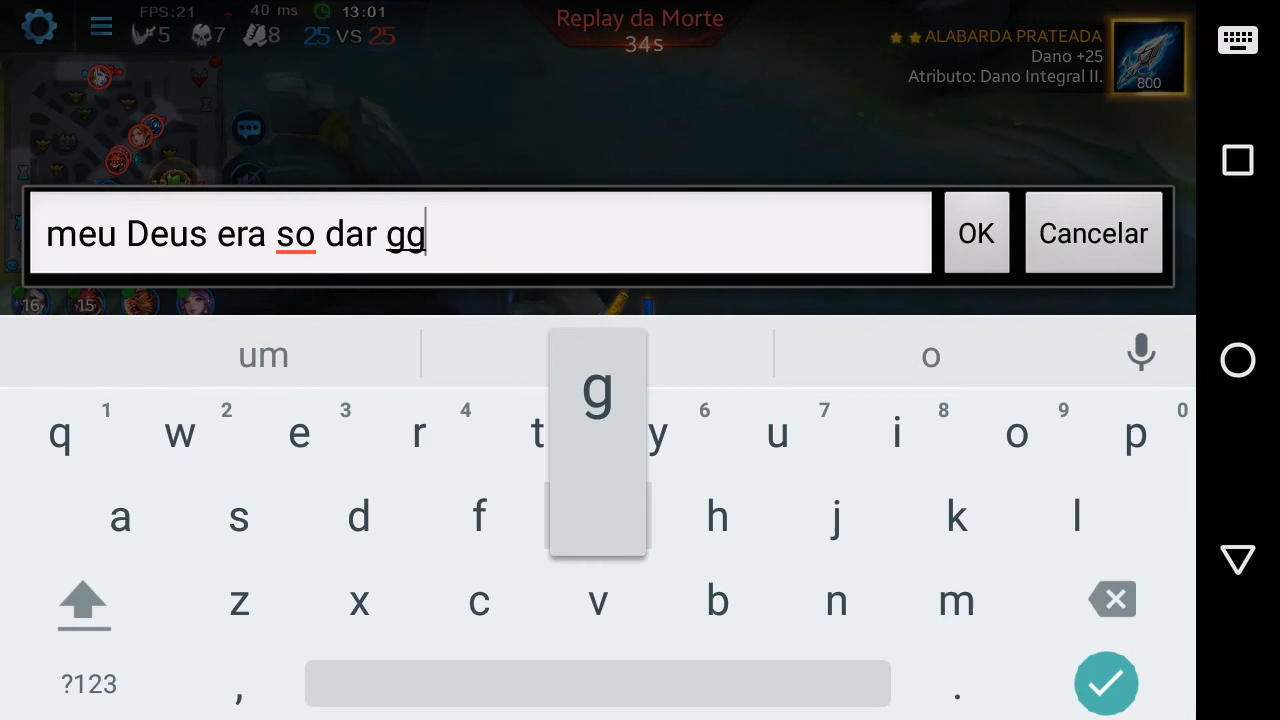 FPS:21 40 ms 13:01
5 7 8 25 VS 25
Replay da Morte
34s
ALABARDA PRATEADA
Dano +25
Atributo: Dano Integral II.
800
meu Deus era so dar gg
OK
Cancelar
16 15
um
o
g
1 2 3 4 6 7 8 9 0
q w e r t y u i o p
a s d f h j k l
z x c v b n m
?123 , .